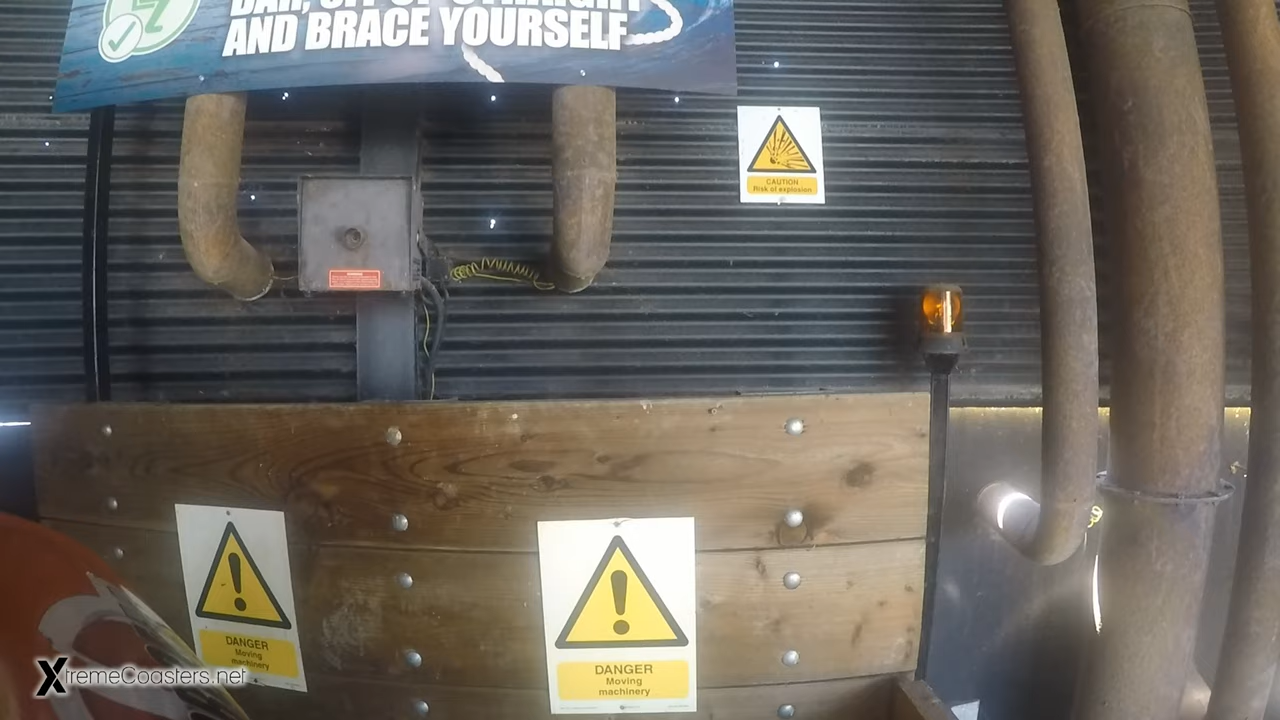 AND BRACE YOURSELF
CAUTION
Risk of explosion
DANGER
Moving
machinery
DANGER
Moving
machinery
XtremeCoasters.net